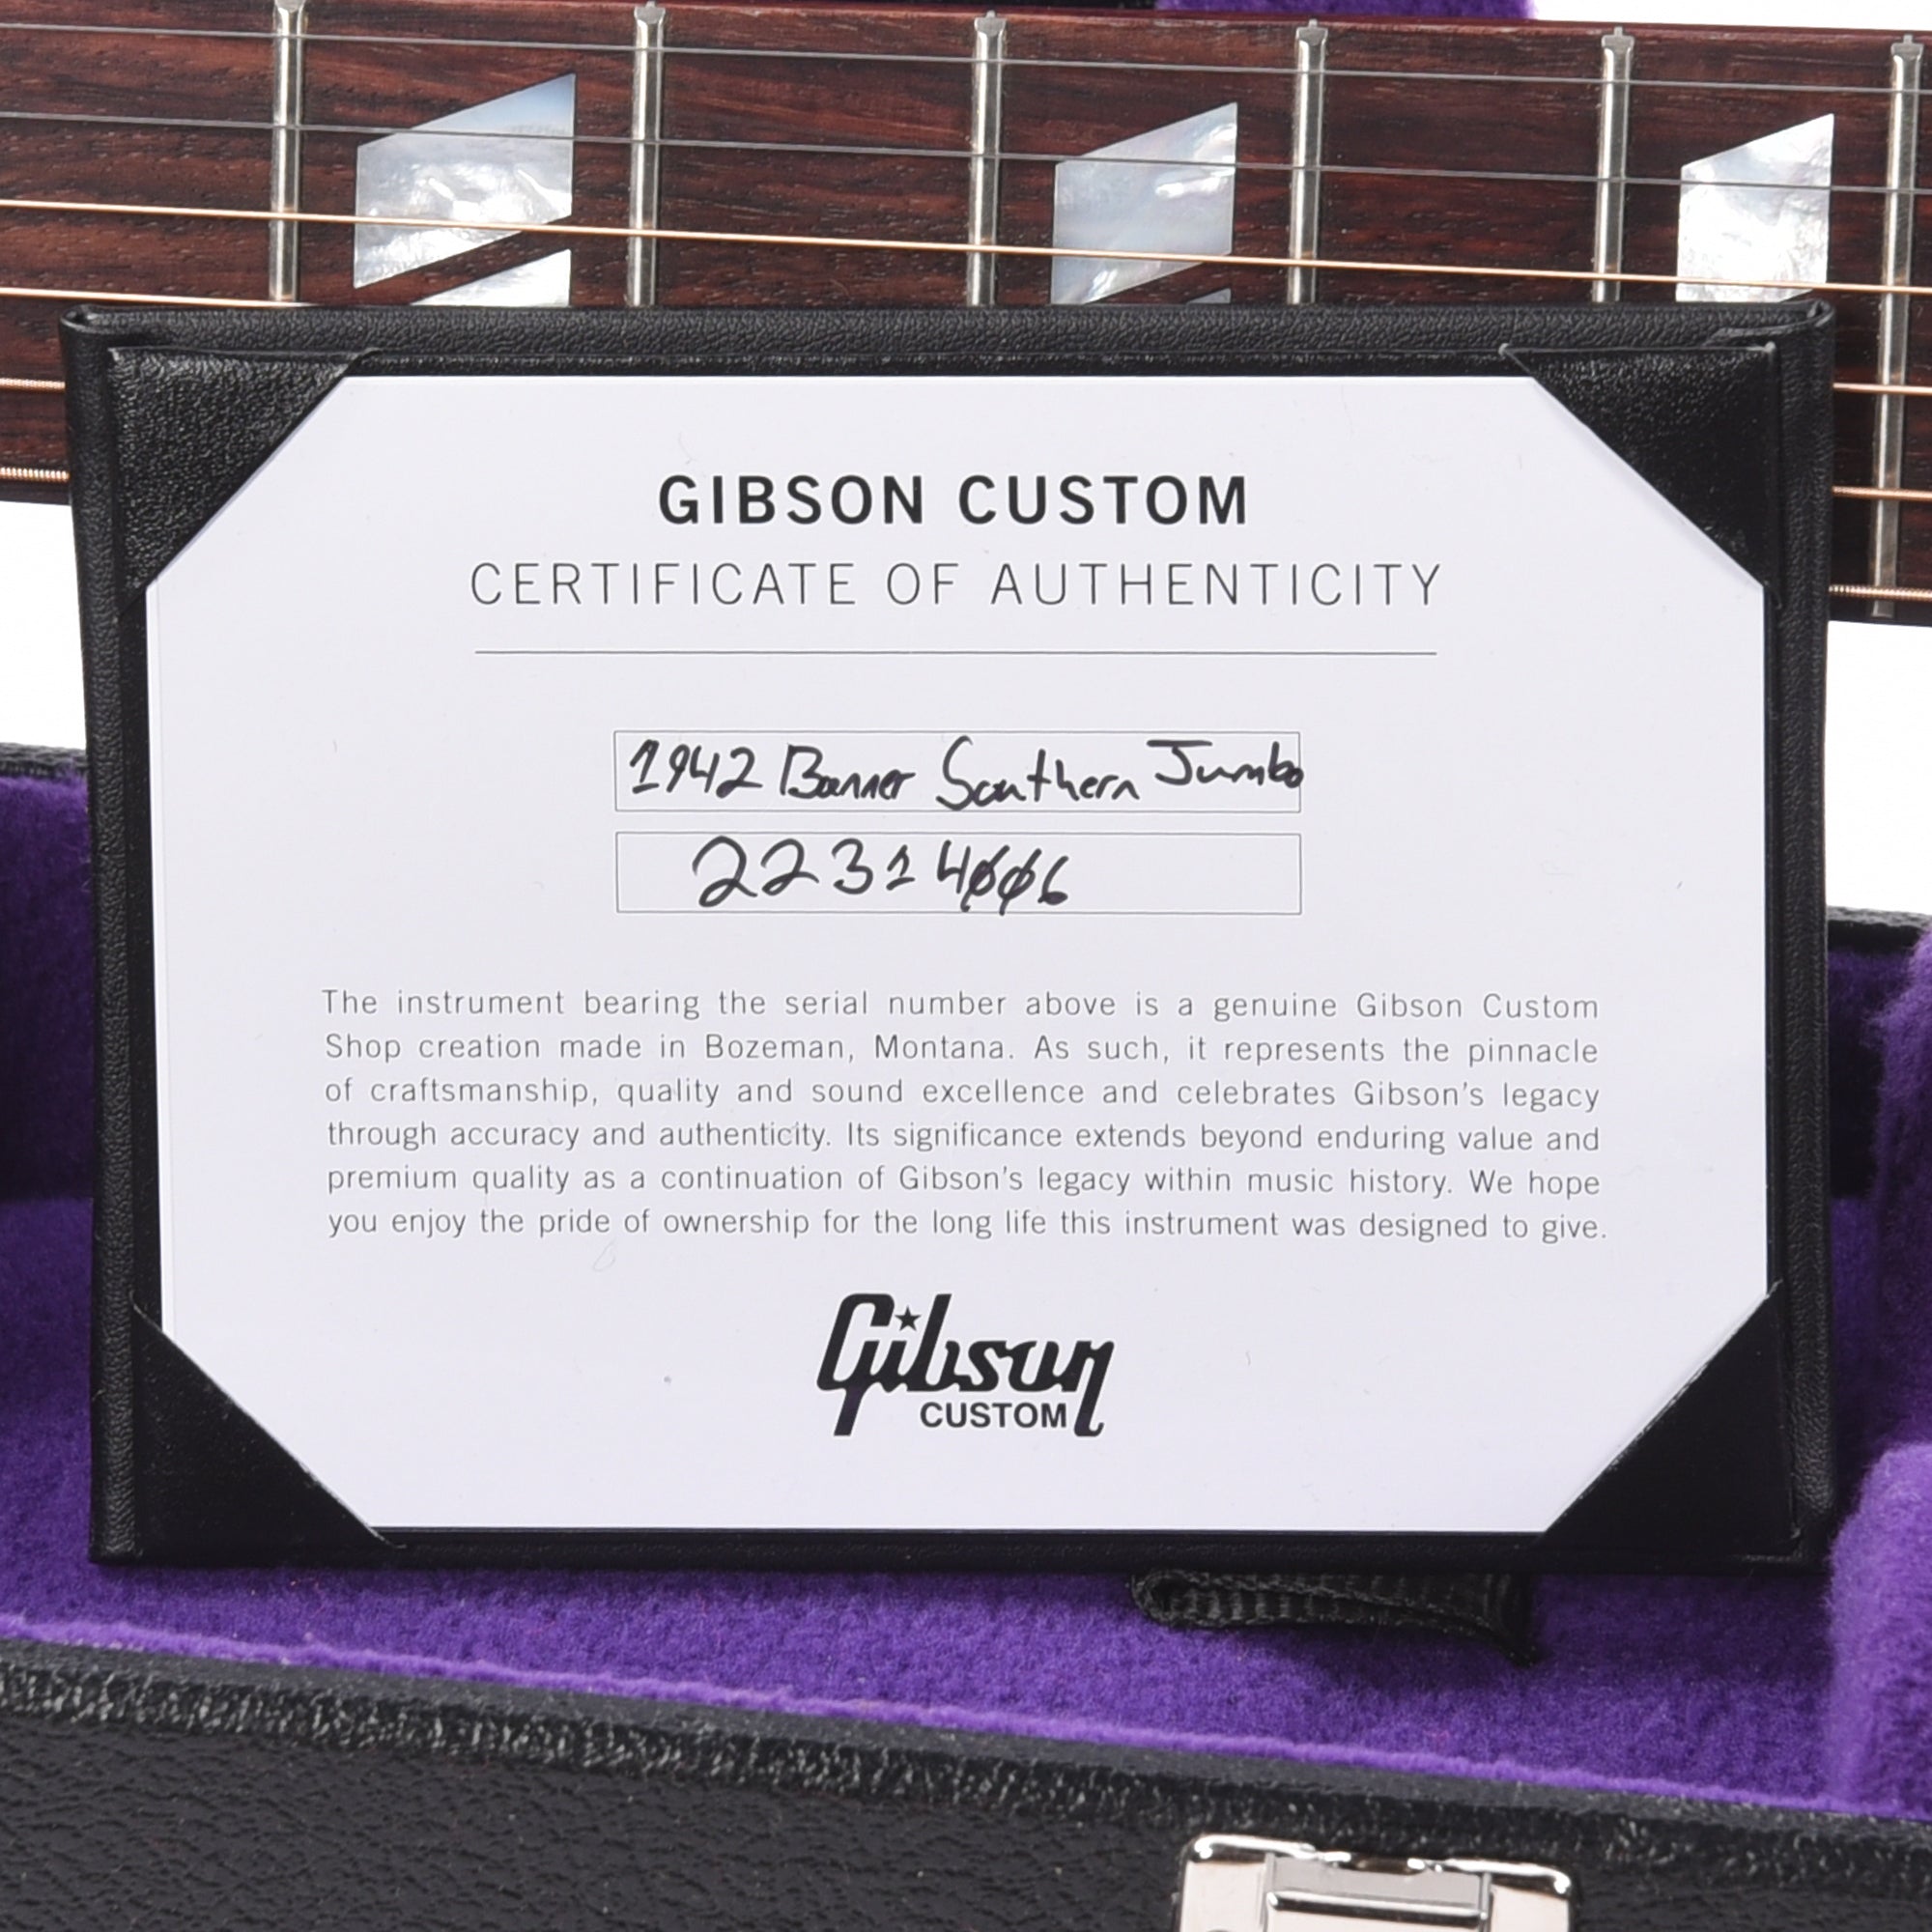 GIBSON CUSTOM
CERTIFICATE OF AUTHENTICITY
1942 Banner Southern Jumbo
22314006
The instrument bearing the serial number above is a genuine Gibson Custom
Shop creation made in Bozeman, Montana. As such, it represents the pinnacle
of craftsmanship, quality and sound excellence and celebrates Gibson's legacy
through accuracy and authenticity. Its significance extends beyond enduring value and
premium quality as a continuation of Gibson's legacy within music history. We hope
you enjoy the pride of ownership for the long life this instrument was designed to give.
Gibson
CUSTOM